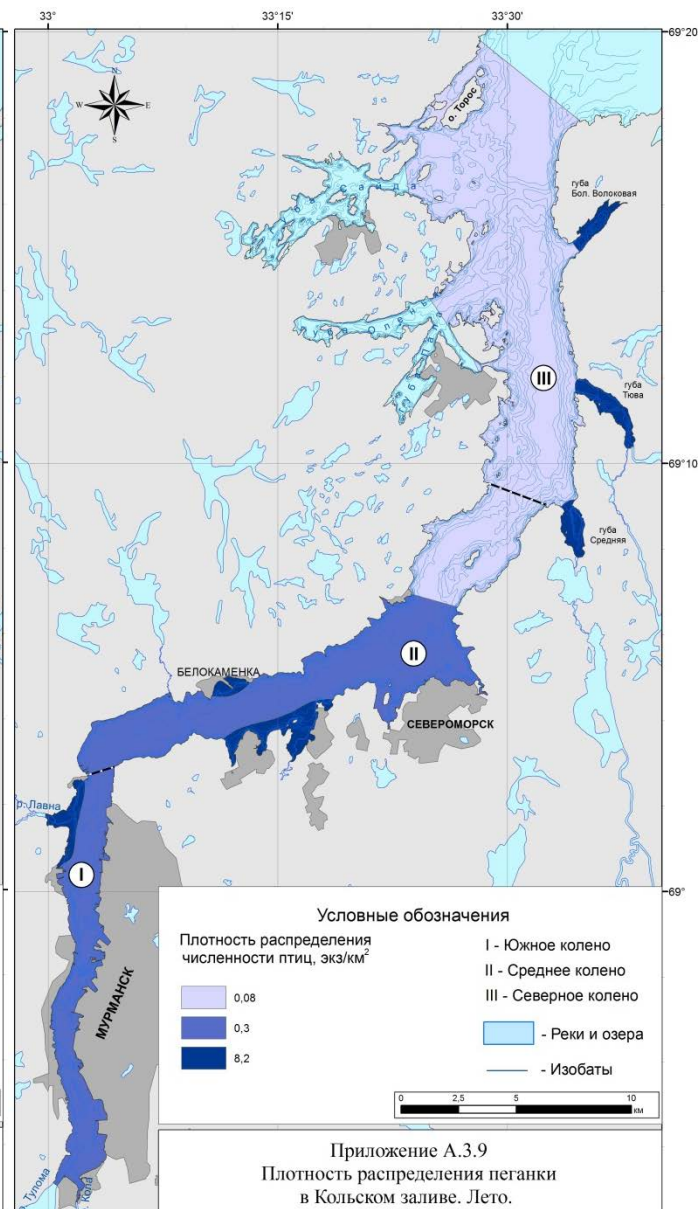 33°
33°15'
33°30'
69°20
N
W
E
S
о. Торос
губа
Бол. Волоковая
III
губа
Тюва
69°10
губа
Средняя
II
БЕЛОКАМЕНКА
СЕВЕРОМОРСК
р. Лавна
I
69°
МУРМАНСК
Условные обозначения
Плотность распределения
численности птиц, экз/км²
0,08
0,3
8,2
I - Южное колено
II - Среднее колено
III - Северное колено
- Реки и озера
- Изобаты
0 2,5 5 10
км
Приложение А.3.9
Плотность распределения пеганки
в Кольском заливе. Лето.
Тулома
Кола